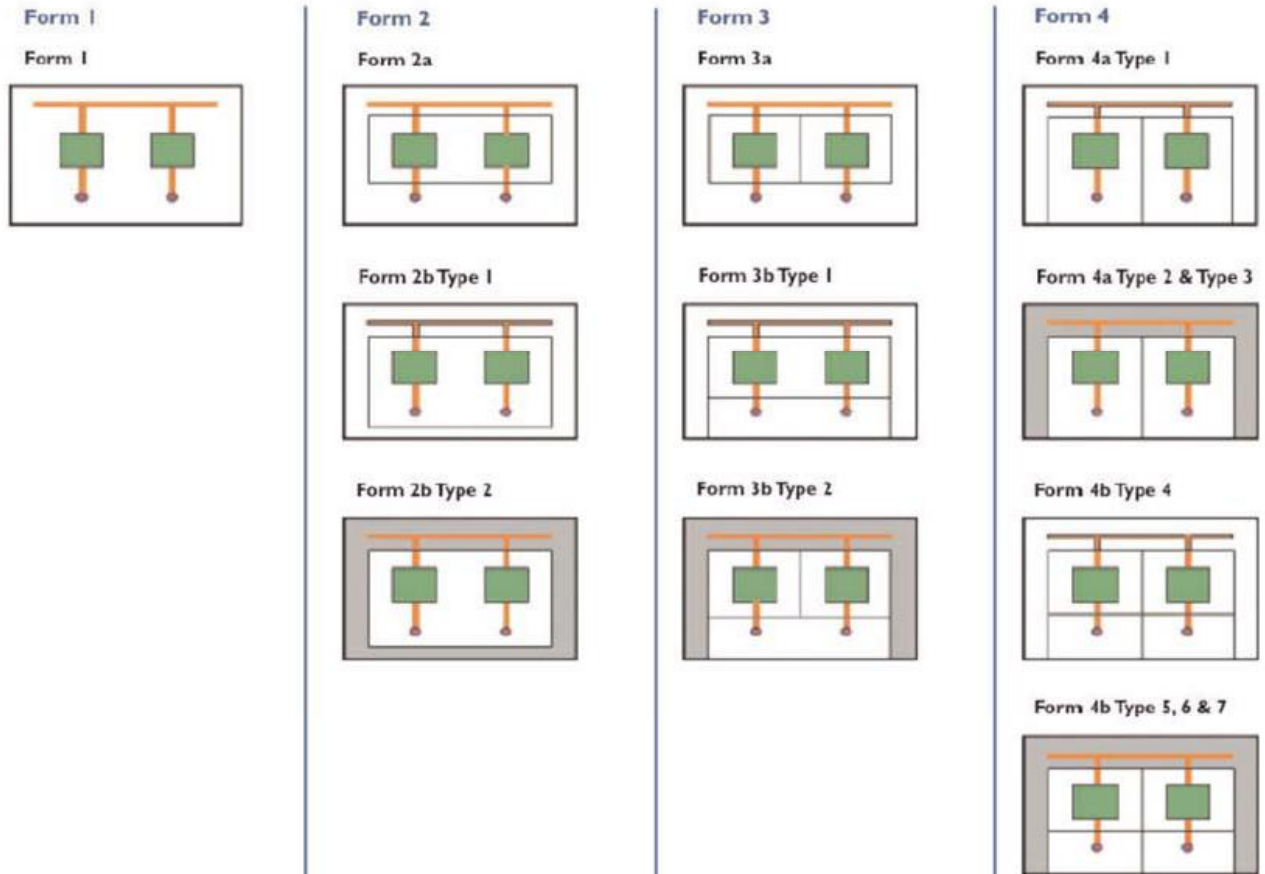 Form 1
Form 1
Form 2
Form 2a
Form 2b Type 1
Form 2b Type 2
Form 3
Form 3a
Form 3b Type 1
Form 3b Type 2
Form 4
Form 4a Type 1
Form 4a Type 2 & Type 3
Form 4b Type 4
Form 4b Type 5, 6 & 7